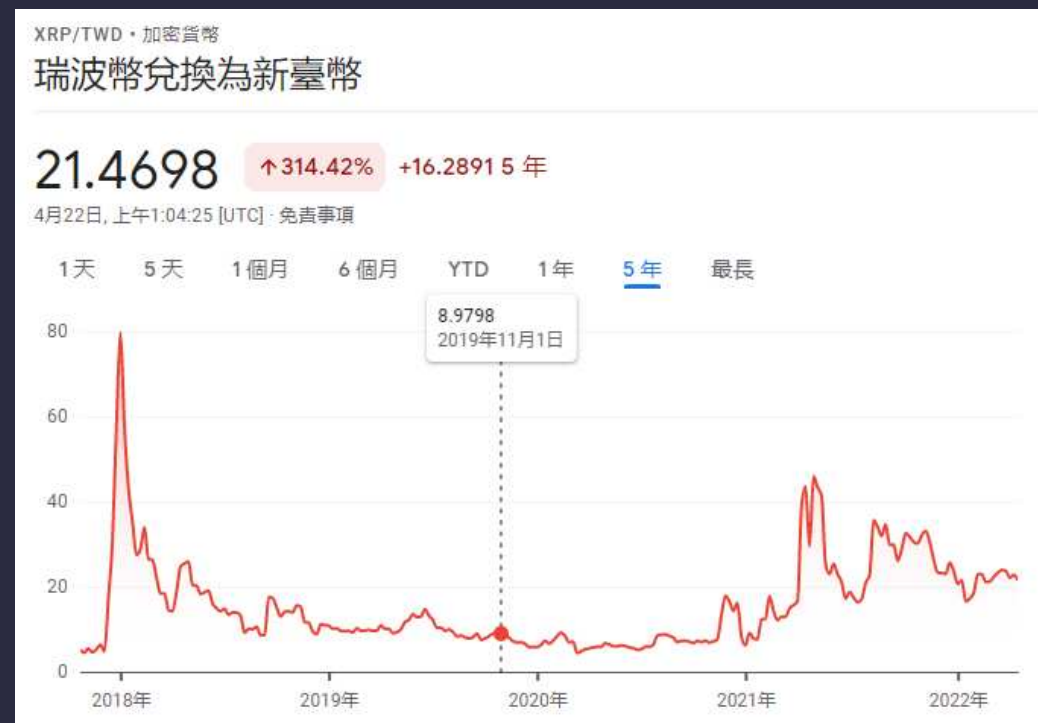 XRP/TWD・加密貨幣
瑞波幣兌換為新臺幣
21.4698 ↑314.42% +16.2891 5 年
4月22日, 上午1:04:25 [UTC] · 免責事項
1 天 5 天 1 個月 6 個月 YTD 1 年 5 年 最長
8.9798
2019年11月1日
80
60
40
20
0
2018年 2019年 2020年 2021年 2022年